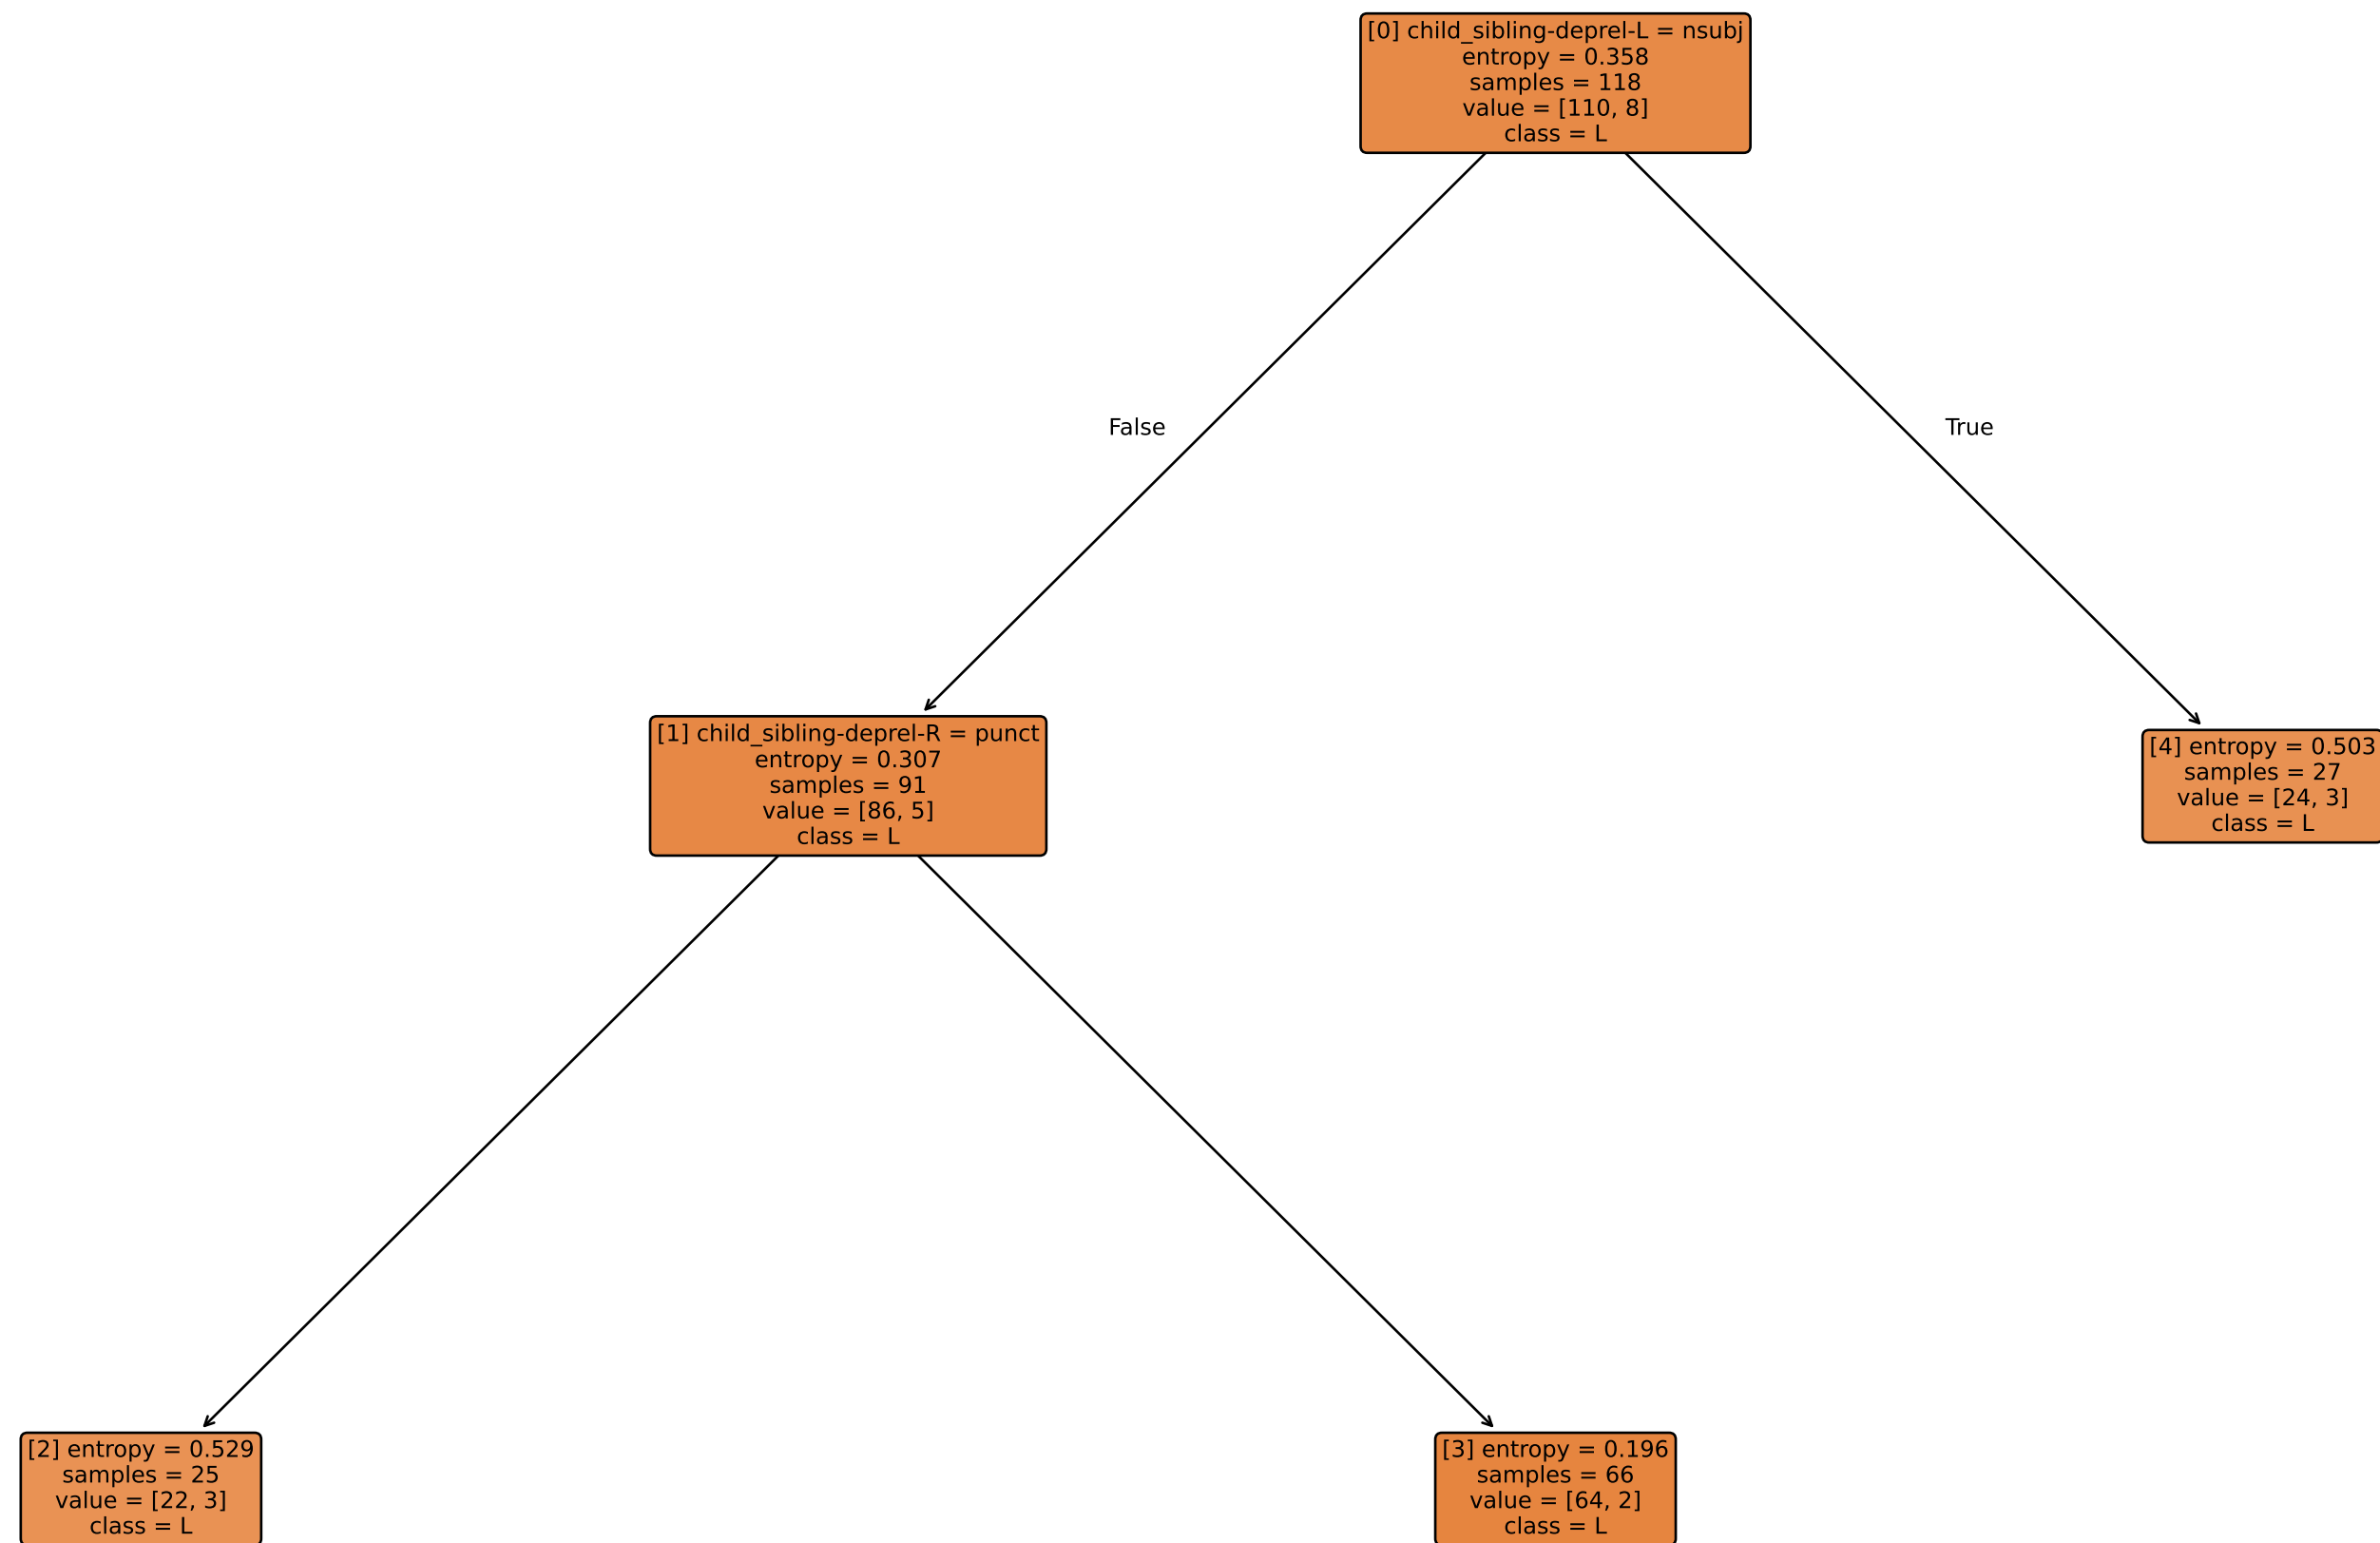 [0] child_sibling-deprel-L = nsubj
entropy = 0.358
samples = 118
value = [110, 8]
class = L
False
True
[1] child_sibling-deprel-R = punct
entropy = 0.307
samples = 91
value = [86, 5]
class = L
[4] entropy = 0.503
samples = 27
value = [24, 3]
class = L
[2] entropy = 0.529
samples = 25
value = [22, 3]
class = L
[3] entropy = 0.196
samples = 66
value = [64, 2]
class = L